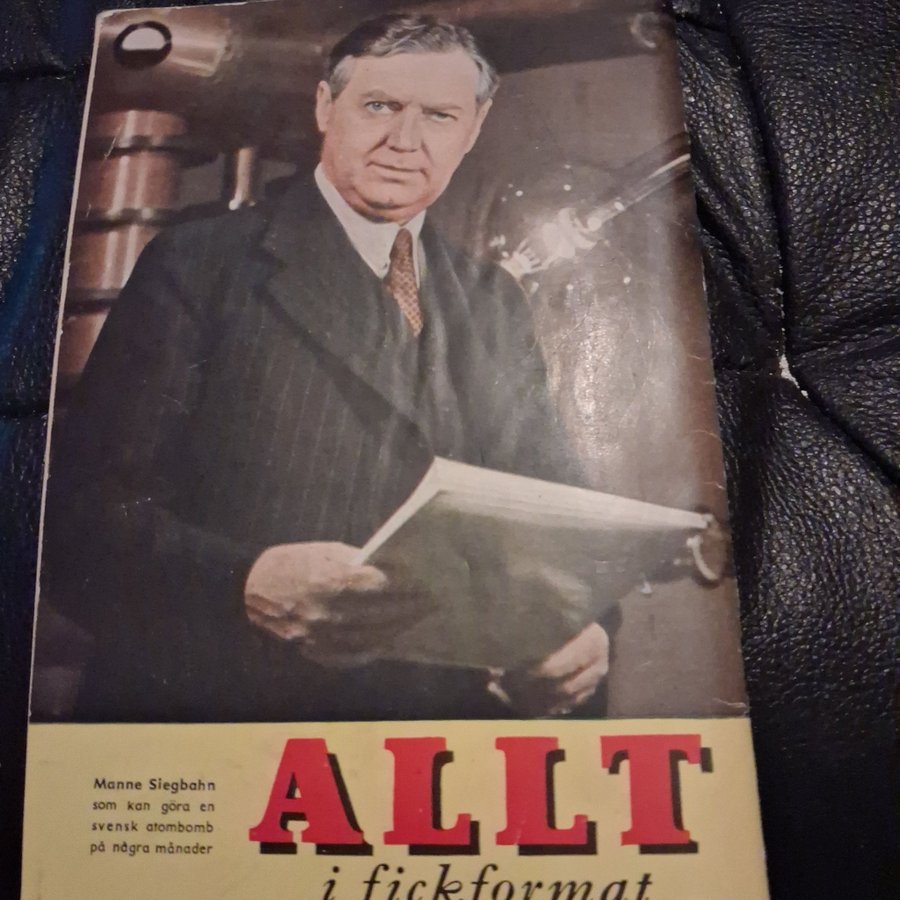 Manne Siegbahn
som kan göra en
svensk atombomb
på några månader
ALLT
i fickformat